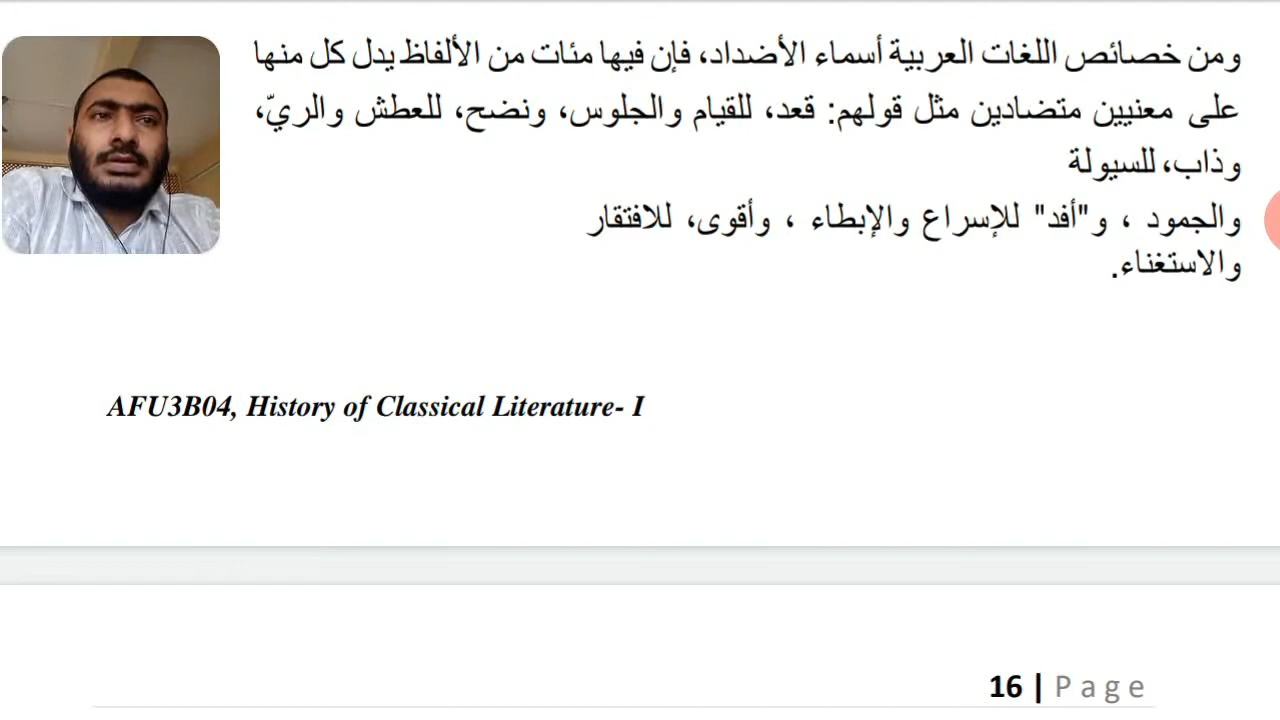 ومن خصائص اللغات العربية أسماء الأضداد، فإن فيها مئات من الألفاظ يدل كل منها
على معنيين متضادين مثل قولهم: قعد، للقيام والجلوس، ونضح، للعطش والريّ،
وذاب، للسيولة
والجمود ، و"أفد" للإسراع والإبطاء ، وأقوى، للافتقار
والاستغناء.
AFU3B04, History of Classical Literature- I
16 | Page